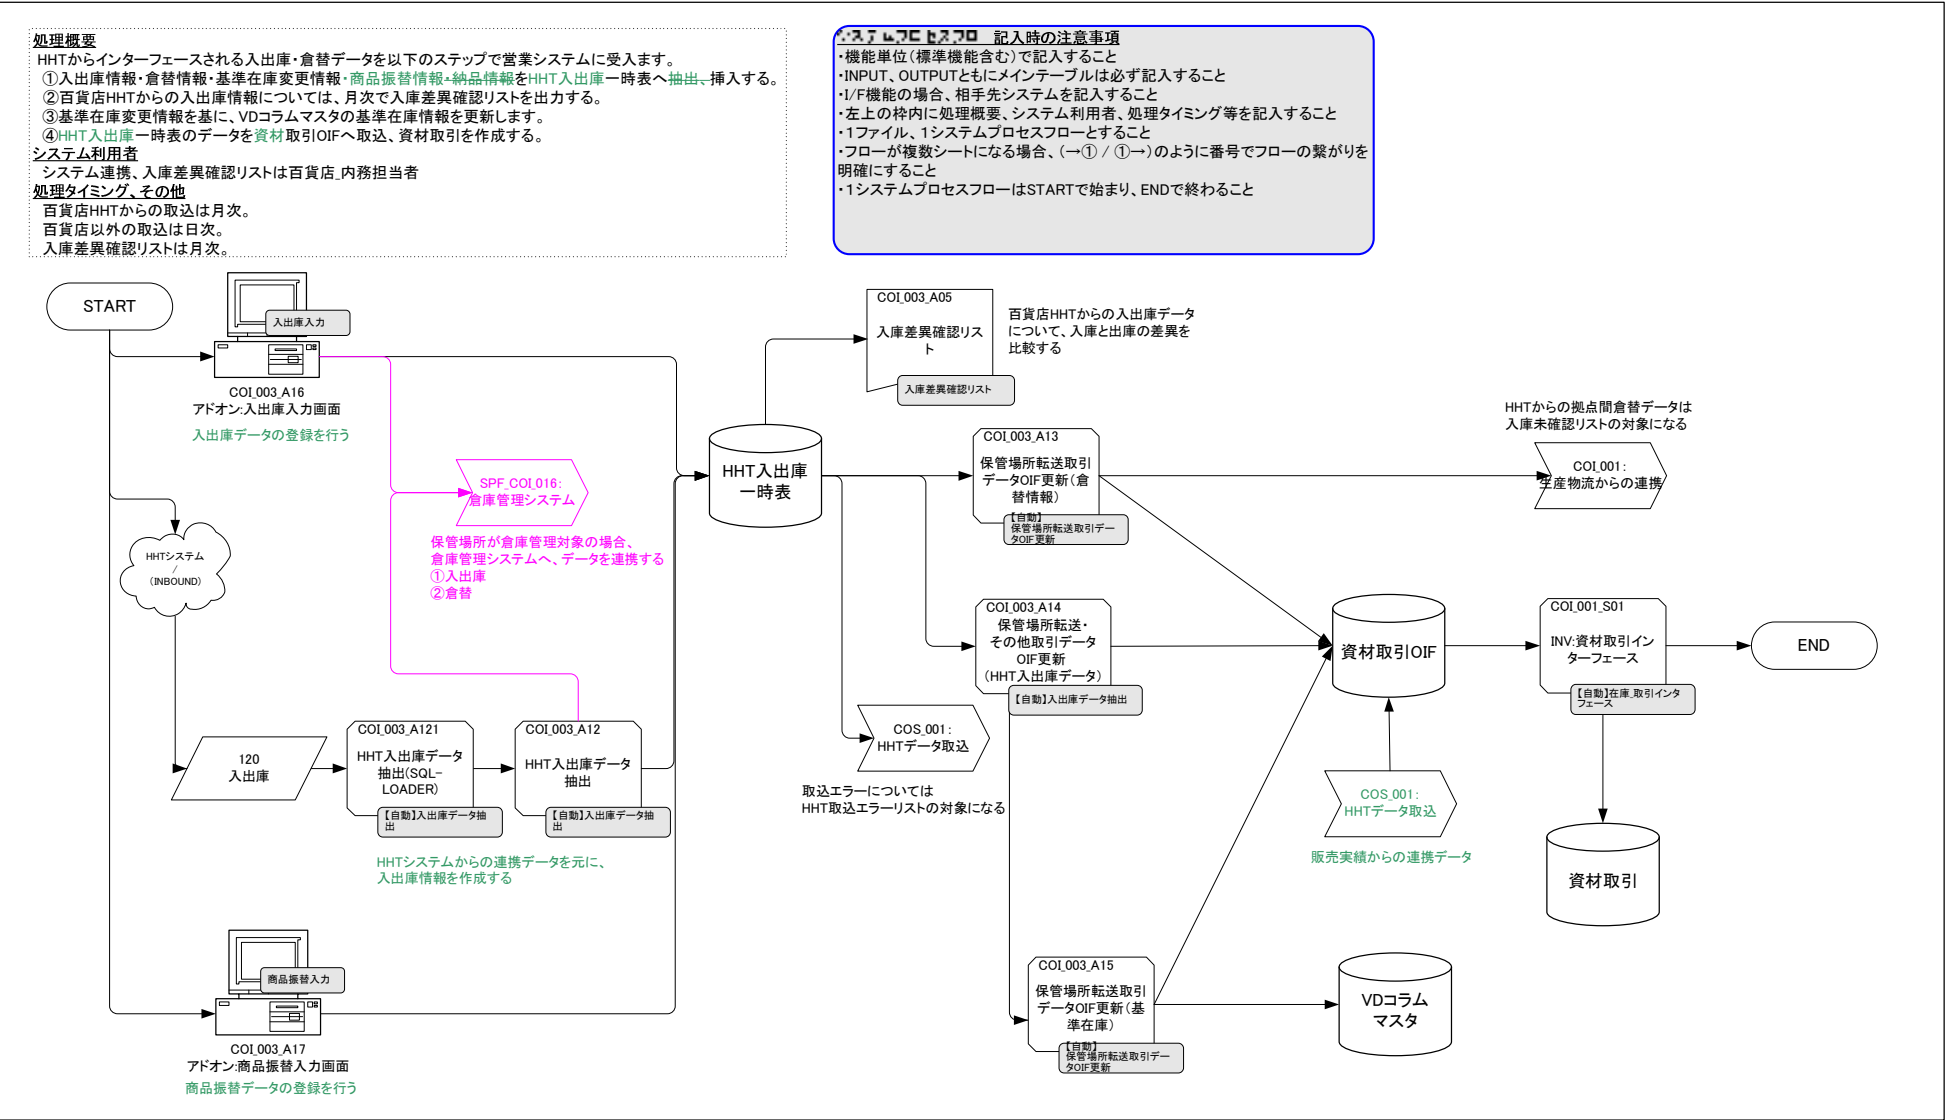 処理概要
HHTからインターフェースされる入出庫・倉替データを以下のステップで営業システムに受入ます。
①入出庫情報・倉替情報・基準在庫変更情報・商品振替情報・納品情報をHHT入出庫一時表へ抽出、挿入する。
②百貨店HHTからの入出庫情報については、月次で入庫差異確認リストを出力する。
③基準在庫変更情報を基に、VDコラムマスタの基準在庫情報を更新します。
④HHT入出庫一時表のデータを資材取引OIFへ取込、資材取引を作成する。
システム利用者
システム連携、入庫差異確認リストは百貨店_内務担当者
処理タイミング、その他
百貨店HHTからの取込は月次。
百貨店以外の取込は日次。
入庫差異確認リストは月次。
システムプロセスフロー 記入時の注意事項
・機能単位(標準機能含む)で記入すること
・INPUT、OUTPUTともにメインテーブルは必ず記入すること
・I/F機能の場合、相手先システムを記入すること
・左上の枠内に処理概要、システム利用者、処理タイミング等を記入すること
・1ファイル、1システムプロセスフローとすること
・フローが複数シートになる場合、(→① / ①→)のように番号でフローの繋がりを
明確にすること
・1システムプロセスフローはSTARTで始まり、ENDで終わること
START
入出庫入力
COI_003_A16
アドオン:入出庫入力画面
入出庫データの登録を行う
HHTシステム
/
(INBOUND)
SPF_COI_016:
倉庫管理システム
保管場所が倉庫管理対象の場合、
倉庫管理システムへ、データを連携する
①入出庫
②倉替
120
入出庫
COI_003_A121
HHT入出庫データ
抽出(SQL-
LOADER)
【自動】入出庫データ抽
出
COI_003_A12
HHT入出庫データ
抽出
【自動】入出庫データ抽
出
HHTシステムからの連携データを元に、
入出庫情報を作成する
商品振替入力
COI_003_A17
アドオン:商品振替入力画面
商品振替データの登録を行う
HHT入出庫
一時表
COI_003_A05
入庫差異確認リス
ト
入庫差異確認リスト
百貨店HHTからの入出庫データ
について、入庫と出庫の差異を
比較する
COI_003_A13
保管場所転送取引
データOIF更新(倉
替情報)
【自動】
保管場所転送取引デー
タOIF更新
HHTからの拠点間倉替データは
入庫未確認リストの対象になる
COI_001:
生産物流からの連携
COI_003_A14
保管場所転送・
その他取引データ
OIF更新
(HHT入出庫データ)
【自動】入出庫データ抽出
COS_001:
HHTデータ取込
取込エラーについては
HHT取込エラーリストの対象になる
COI_003_A15
保管場所転送取引
データOIF更新(基
準在庫)
【自動】
保管場所転送取引デー
タOIF更新
資材取引OIF
COS_001:
HHTデータ取込
販売実績からの連携データ
VDコラム
マスタ
COI_001_S01
INV:資材取引イン
ターフェース
【自動】在庫_取引インタ
フェース
資材取引
END